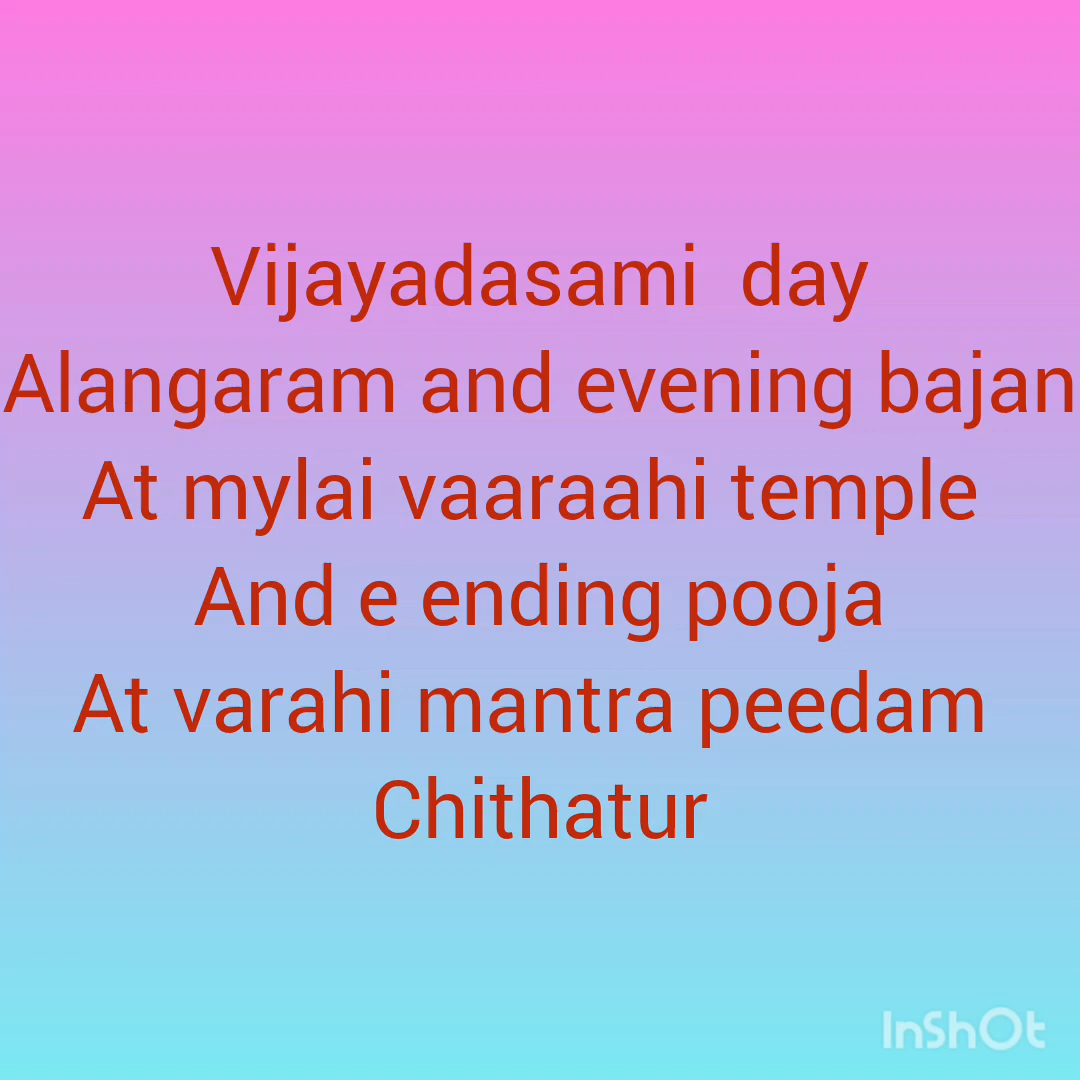 Vijayadasami  day
Alangaram and evening bajan
At mylai vaaraahi temple
And e ending pooja
At varahi mantra peedam
Chithatur
InShOt